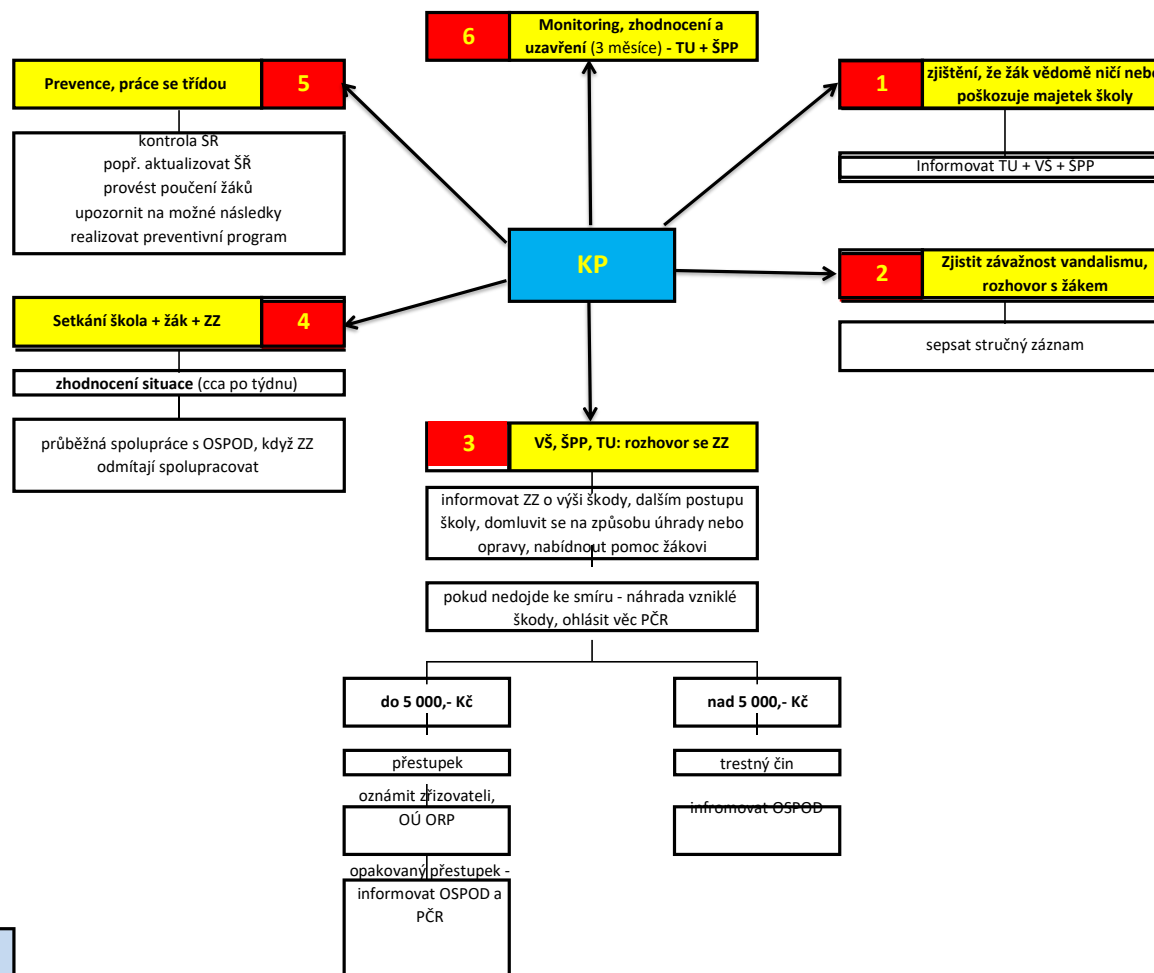 6
Monitoring, zhodnocení a
uzavření (3 měsíce) - TU + ŠPP
Prevence, práce se třídou
5
kontrola ŠŘ
popř. aktualizovat ŠŘ
provést poučení žáků
upozornit na možné následky
realizovat preventivní program
1
zjištění, že žák vědomě ničí nebo
poškozuje majetek školy
Informovat TU + VŠ + ŠPP
KP
2
Zjistit závažnost vandalismu,
rozhovor s žákem
sepsat stručný záznam
Setkání škola + žák + ZZ
4
zhodnocení situace (cca po týdnu)
průběžná spolupráce s OSPOD, když ZZ
odmítají spolupracovat
3
VŠ, ŠPP, TU: rozhovor se ZZ
informovat ZZ o výši škody, dalším postupu
školy, domluvit se na způsobu úhrady nebo
opravy, nabídnout pomoc žákovi
pokud nedojde ke smíru - náhrada vzniklé
škody, ohlásit věc PČR
do 5 000,- Kč
přestupek
oznámit zřizovateli,
OÚ ORP
opakovaný přestupek -
informovat OSPOD a
PČR
nad 5 000,- Kč
trestný čin
infromovat OSPOD